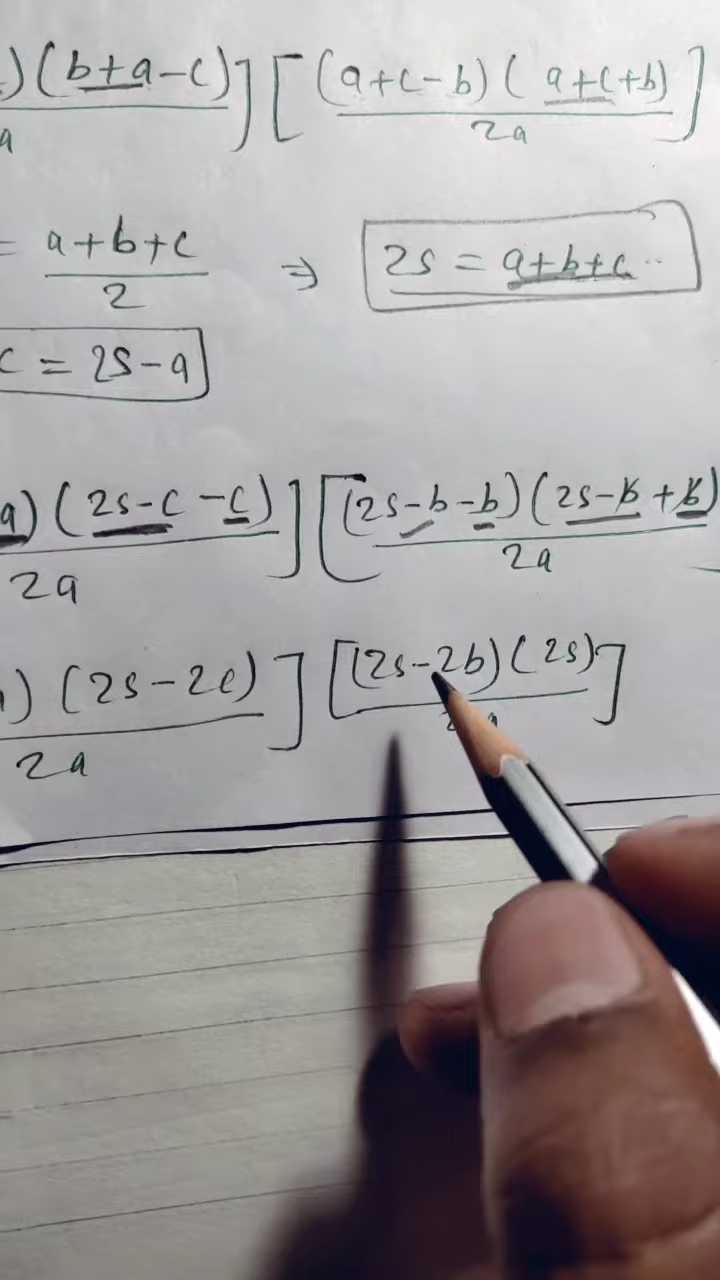 ) (b+a-c) ] [ (a+c-b) ( a+c+b) ]
a 2a
= a+b+c / 2 ⇒ 2s = a+b+c..
c = 2s-a
a) (2s-c -c) ] [ (2s-b-b) (2s-b+b)
2a 2a
) (2s-2c) ] [ (2s-2b) (2s) ]
2a